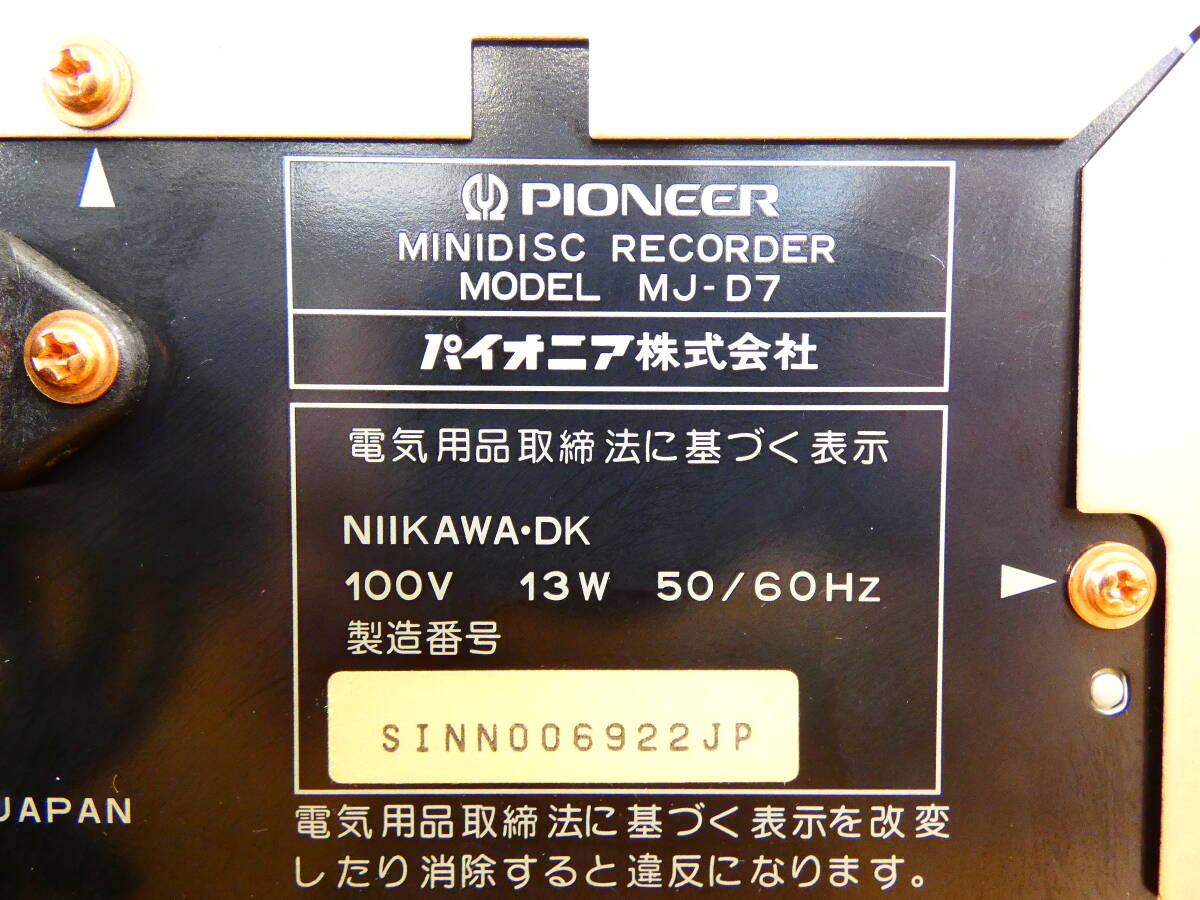 PIONEER
MINIDISC RECORDER
MODEL MJ-D7
パイオニア株式会社
電気用品取締法に基づく表示
NIIKAWA・DK
100V 13W 50/60Hz
製造番号
SINN006922JP
JAPAN
電気用品取締法に基づく表示を改変
したり消除すると違反になります。